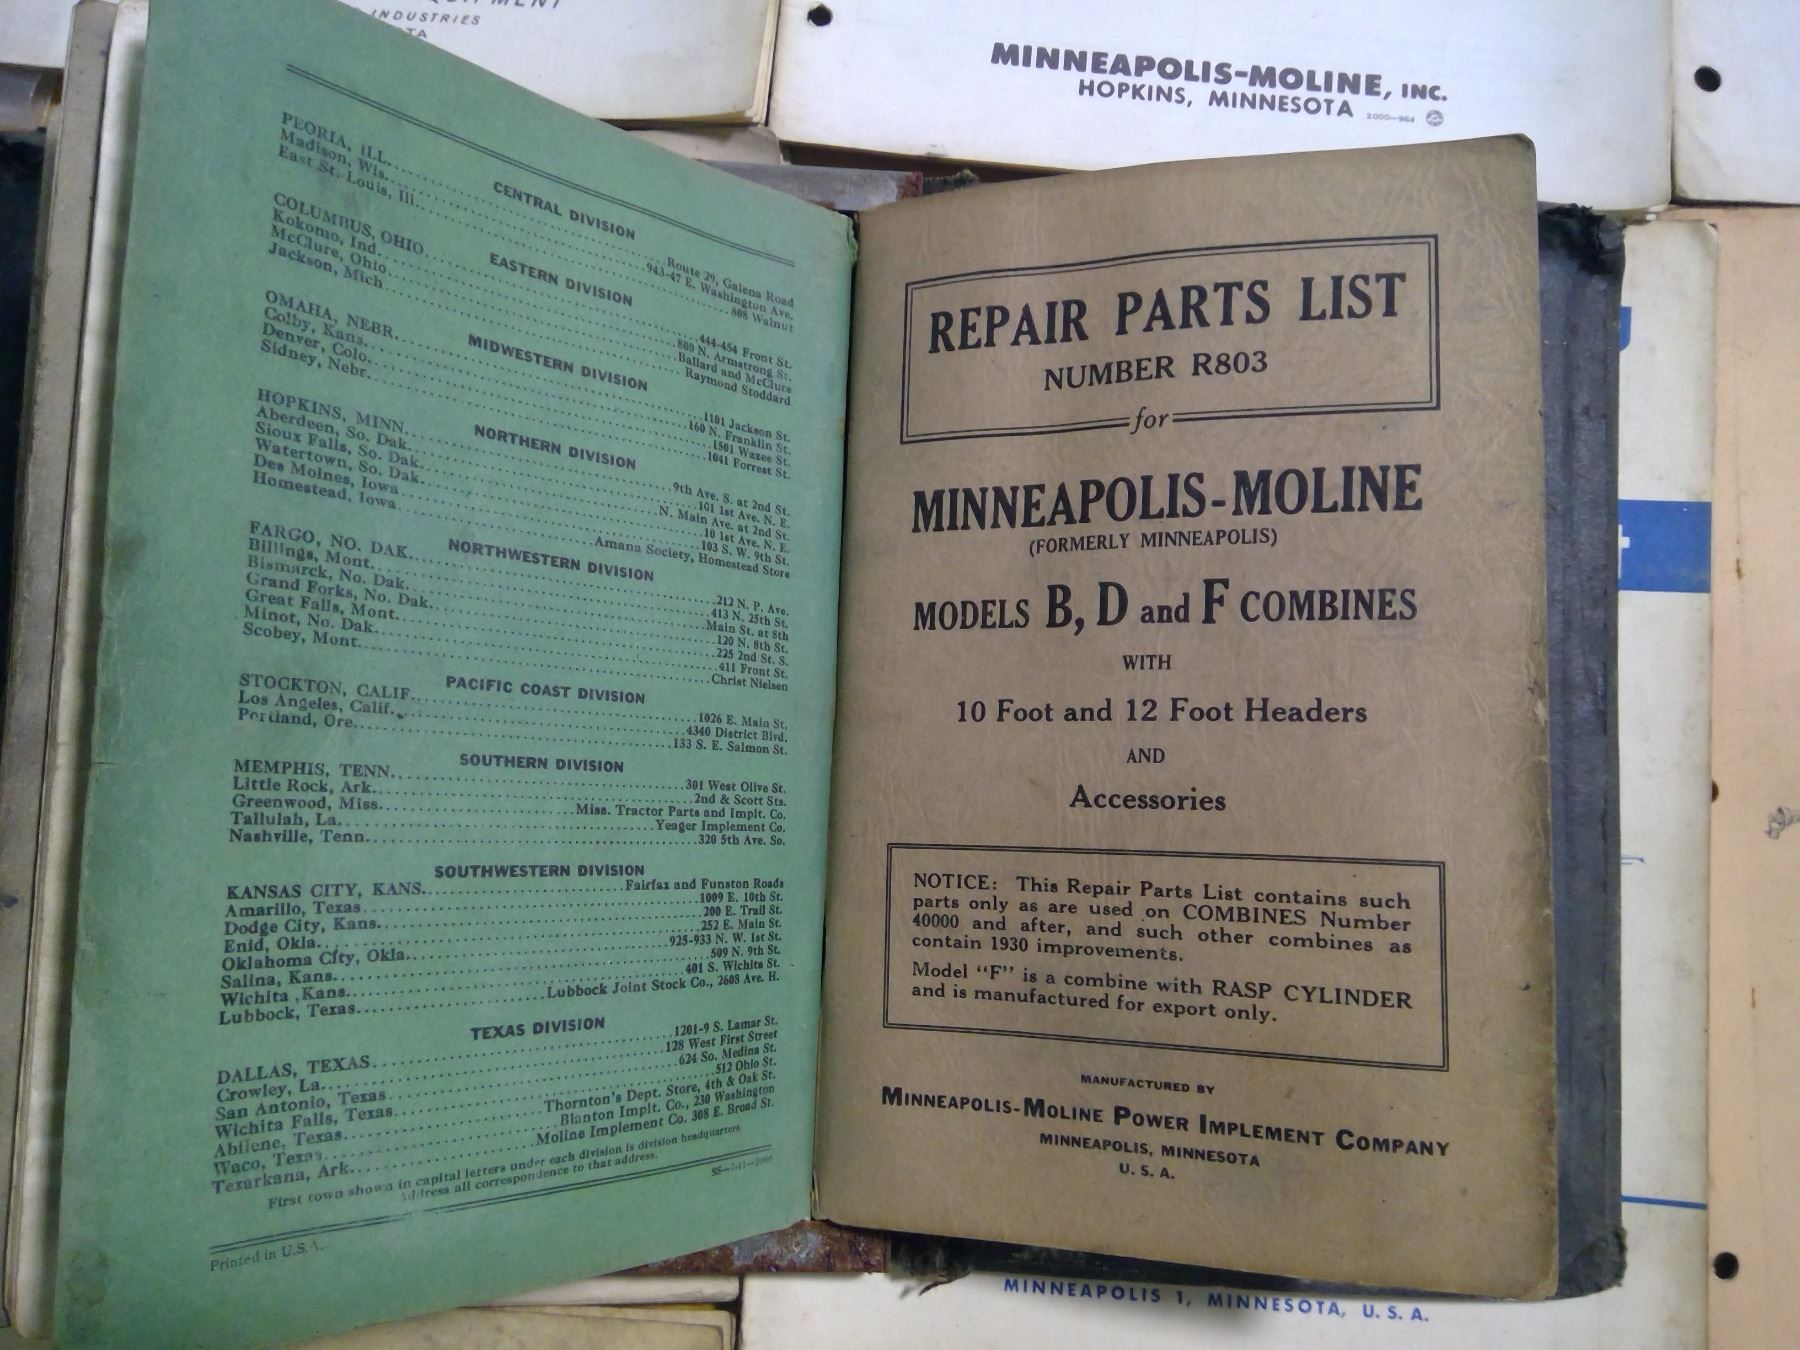 INDUSTRIES
MINNEAPOLIS-MOLINE, INC.
HOPKINS, MINNESOTA
CENTRAL DIVISION
PEORIA, ILL. Route 29, Galena Road
Madison, Wis. 943-47 E. Washington Ave.
East St. Louis, Ill. 808 Walnut
EASTERN DIVISION
COLUMBUS, OHIO 444-454 Front St.
Kokomo, Ind. 800 N. Armstrong St.
McClure, Ohio Ballard and McClure
Jackson, Mich. Raymond Stoddard
MIDWESTERN DIVISION
OMAHA, NEBR. 1101 Jackson St.
Colby, Kans. 160 N. Franklin St.
Denver, Colo. 1501 Wazee St.
Sidney, Nebr. 1041 Forrest St.
NORTHERN DIVISION
HOPKINS, MINN. 9th Ave. S. at 2nd St.
Aberdeen, So. Dak. 101 1st Ave. N. E.
Sioux Falls, So. Dak. N. Main Ave. at 2nd St.
Watertown, So. Dak. 10 1st Ave. N. E.
Des Moines, Iowa 103 S. W. 9th St.
Homestead, Iowa Amana Society, Homestead Store
NORTHWESTERN DIVISION
FARGO, NO. DAK. 212 N. P. Ave.
Billings, Mont. 413 N. 25th St.
Bismarck, No. Dak. Main St. at 8th
Grand Forks, No. Dak. 120 N. 8th St.
Great Falls, Mont. 225 2nd St. S.
Minot, No. Dak. 411 Front St.
Scobey, Mont. Christ Nielsen
PACIFIC COAST DIVISION
STOCKTON, CALIF. 1026 E. Main St.
Los Angeles, Calif. 4340 District Blvd.
Portland, Ore. 133 S. E. Salmon St.
SOUTHERN DIVISION
MEMPHIS, TENN. 301 West Olive St.
Little Rock, Ark. 2nd & Scott Sts.
Greenwood, Miss. Miss. Tractor Parts and Implt. Co.
Tallulah, La. Yeager Implement Co.
Nashville, Tenn. 320 5th Ave. So.
SOUTHWESTERN DIVISION
KANSAS CITY, KANS. Fairfax and Funston Roads
Amarillo, Texas 1009 E. 10th St.
Dodge City, Kans. 200 E. Trail St.
Enid, Okla. 252 E. Main St.
Oklahoma City, Okla. 925-933 N. W. 1st St.
Salina, Kans. 509 N. 9th St.
Wichita, Kans. 401 S. Wichita St.
Lubbock, Texas Lubbock Joint Stock Co., 2608 Ave. H.
TEXAS DIVISION
DALLAS, TEXAS 1201-9 S. Lamar St.
Crowley, La. 128 West First Street
San Antonio, Texas 624 So. Medina St.
Wichita Falls, Texas 512 Ohio St.
Abilene, Texas Thornton's Dept. Store, 4th & Oak St.
Waco, Texas Blanton Implt. Co., 230 Washington
Texarkana, Ark. Moline Implement Co. 308 E. Broad St.
First town shown in capital letters under each division is division headquarters
Address all correspondence to that address.
Printed in U.S.A.
REPAIR PARTS LIST
NUMBER R803
for
MINNEAPOLIS-MOLINE
(FORMERLY MINNEAPOLIS)
MODELS B, D and F COMBINES
WITH
10 Foot and 12 Foot Headers
AND
Accessories
NOTICE: This Repair Parts List contains such
parts only as are used on COMBINES Number
40000 and after, and such other combines as
contain 1930 improvements.
Model "F" is a combine with RASP CYLINDER
and is manufactured for export only.
MANUFACTURED BY
MINNEAPOLIS-MOLINE POWER IMPLEMENT COMPANY
MINNEAPOLIS, MINNESOTA
U. S. A.
MINNEAPOLIS 1, MINNESOTA, U. S. A.